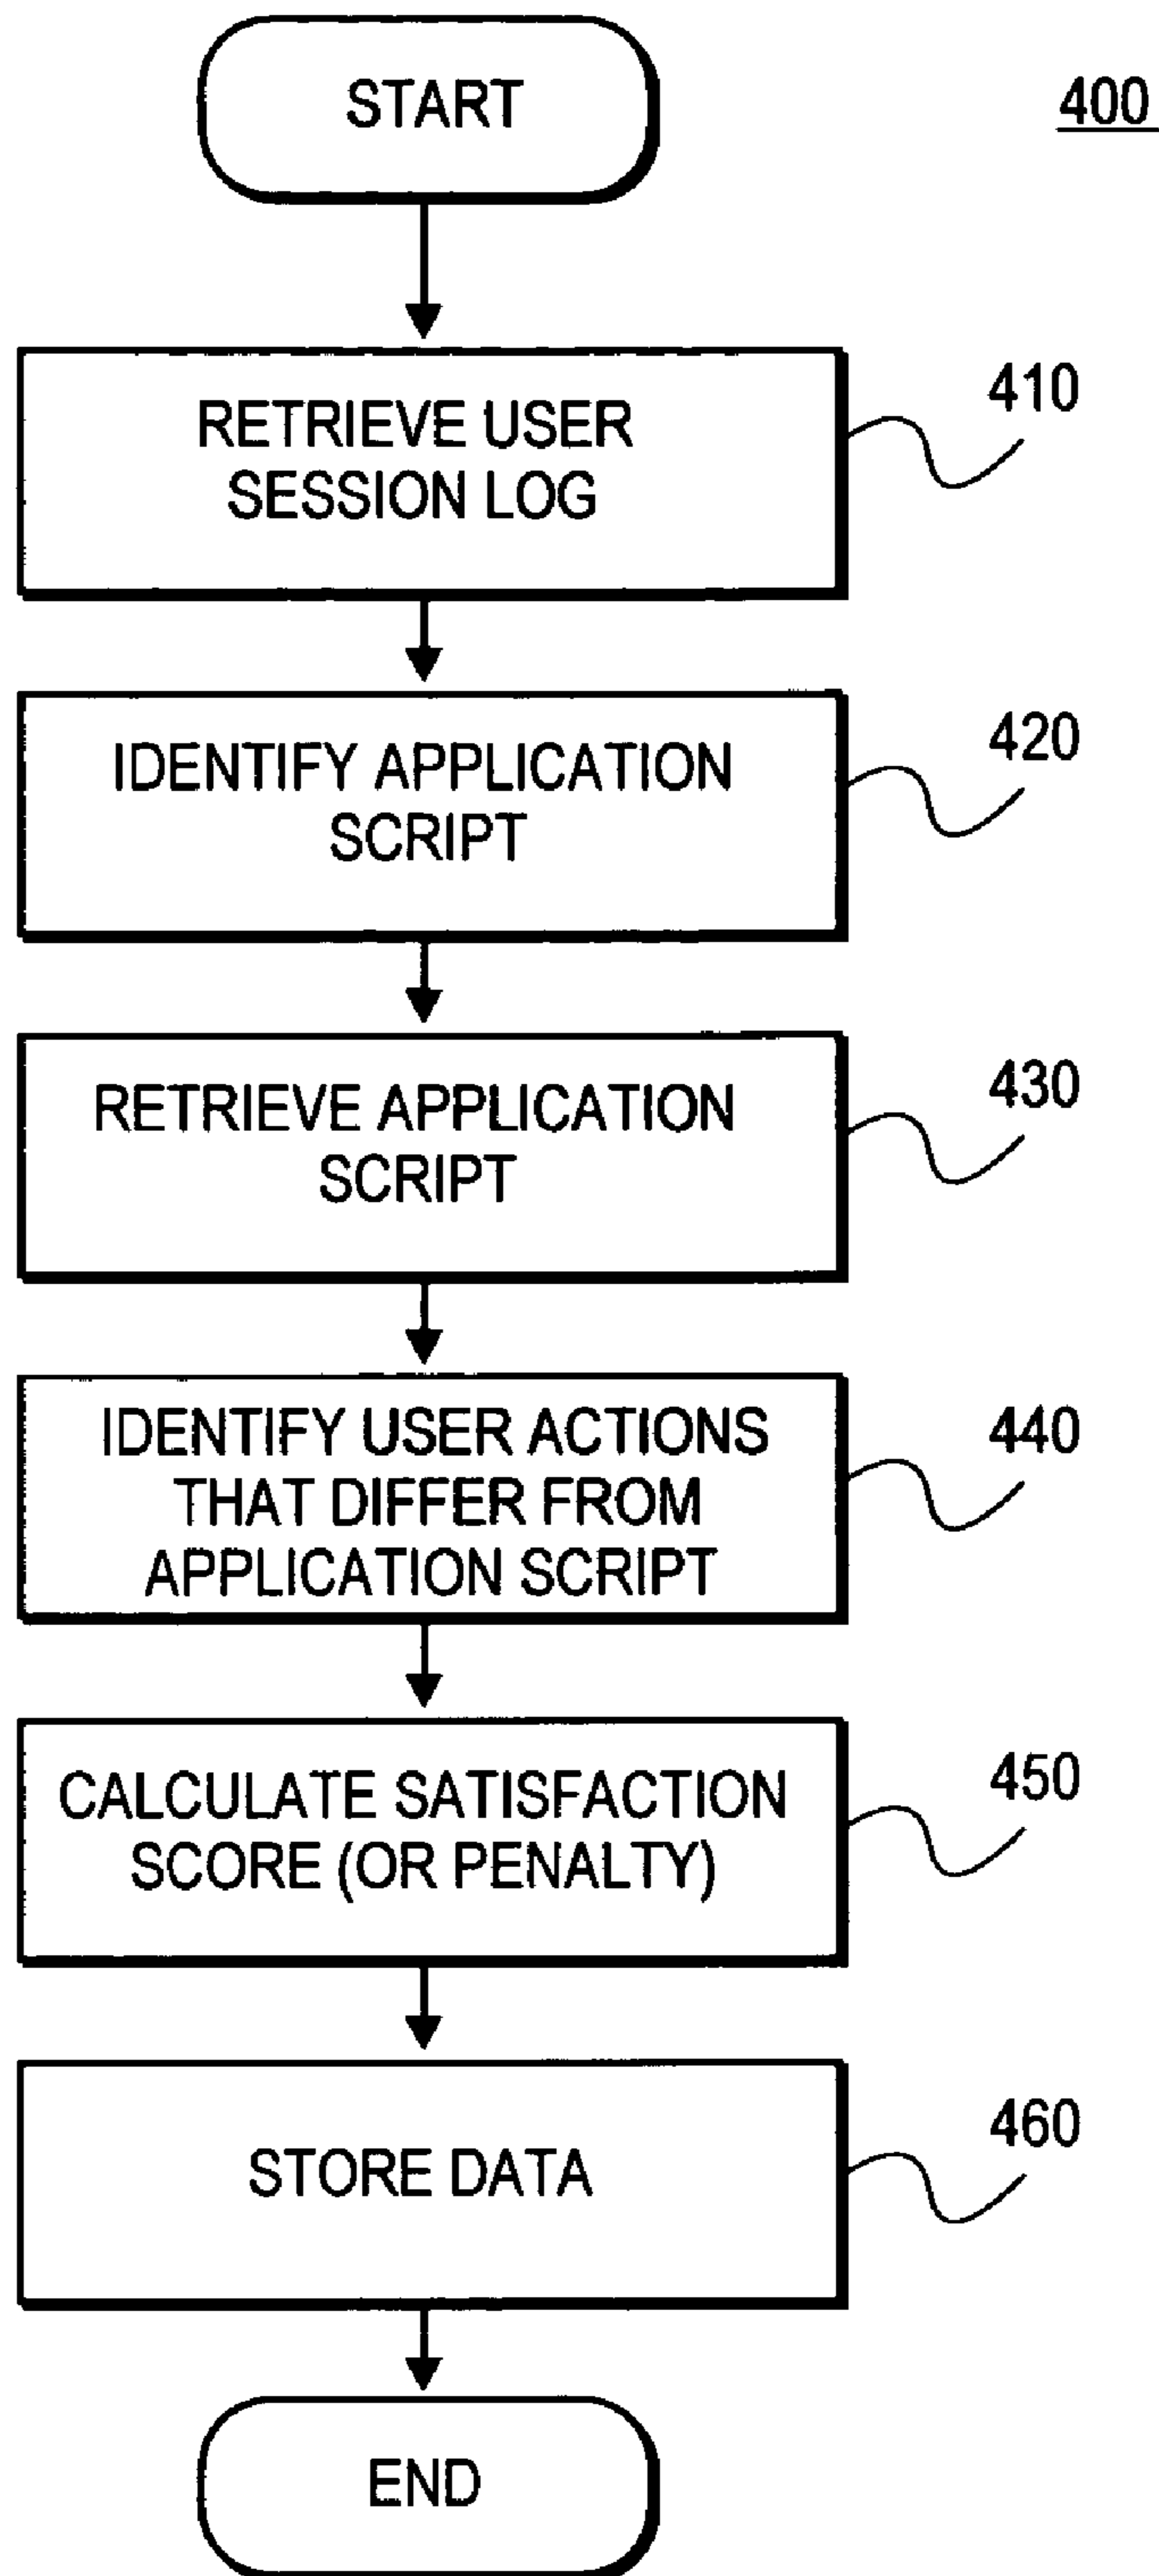 START
400
RETRIEVE USER
SESSION LOG
410
IDENTIFY APPLICATION
SCRIPT
420
RETRIEVE APPLICATION
SCRIPT
430
IDENTIFY USER ACTIONS
THAT DIFFER FROM
APPLICATION SCRIPT
440
CALCULATE SATISFACTION
SCORE (OR PENALTY)
450
STORE DATA
460
END